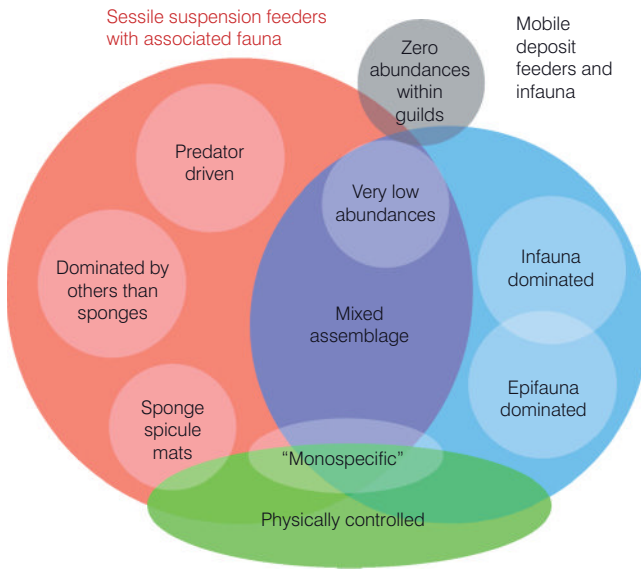 Sessile suspension feeders
with associated fauna
Zero
abundances
within
guilds
Mobile
deposit
feeders and
infauna
Predator
driven
Very low
abundances
Dominated by
others than
sponges
Infauna
dominated
Mixed
assemblage
Epifauna
dominated
Sponge
spicule
mats
“Monospecific”
Physically controlled